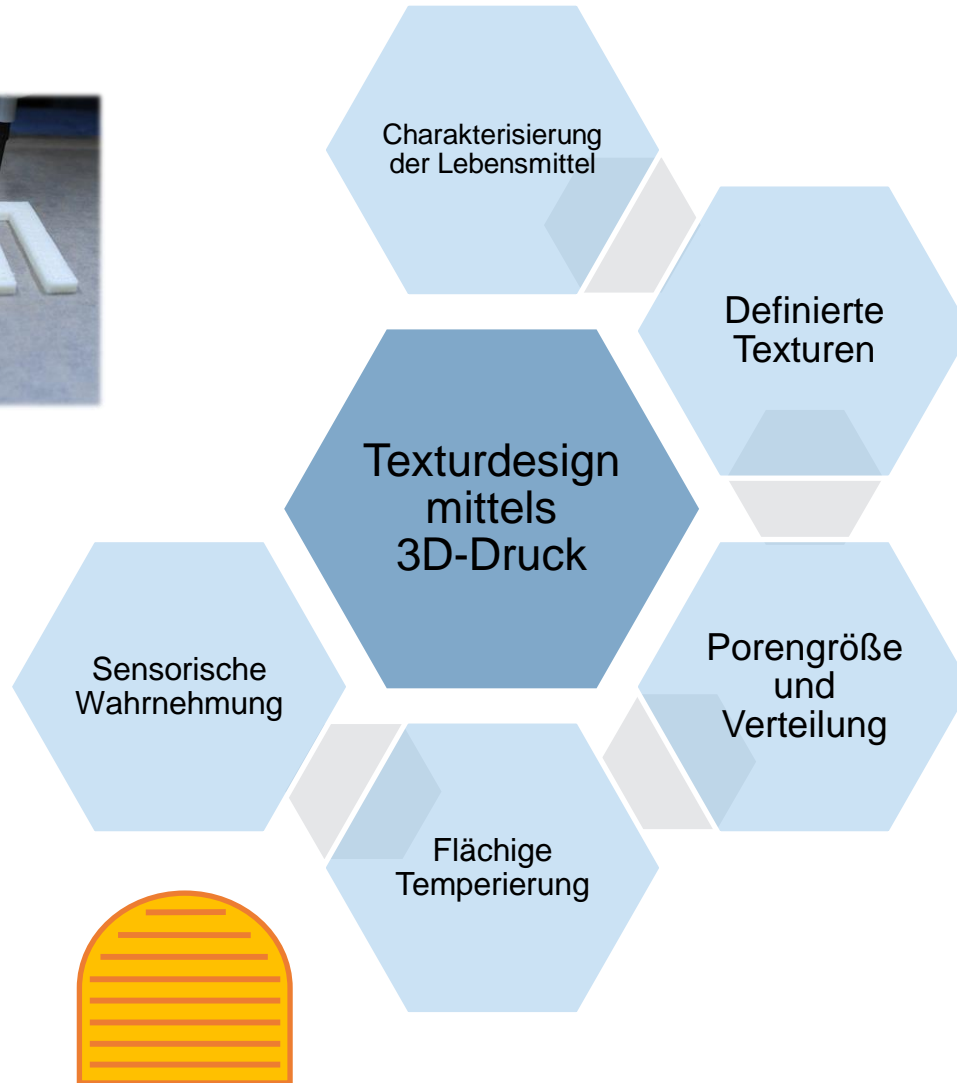 Charakterisierung
der Lebensmittel
Definierte
Texturen
Texturdesign
mittels
3D-Druck
Porengröße
und
Verteilung
Sensorische
Wahrnehmung
Flächige
Temperierung